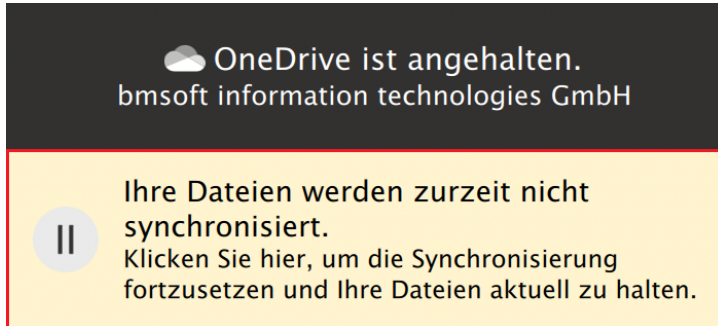 OneDrive ist angehalten.
bmsoft information technologies GmbH
Ihre Dateien werden zurzeit nicht
synchronisiert.
Klicken Sie hier, um die Synchronisierung
fortzusetzen und Ihre Dateien aktuell zu halten.